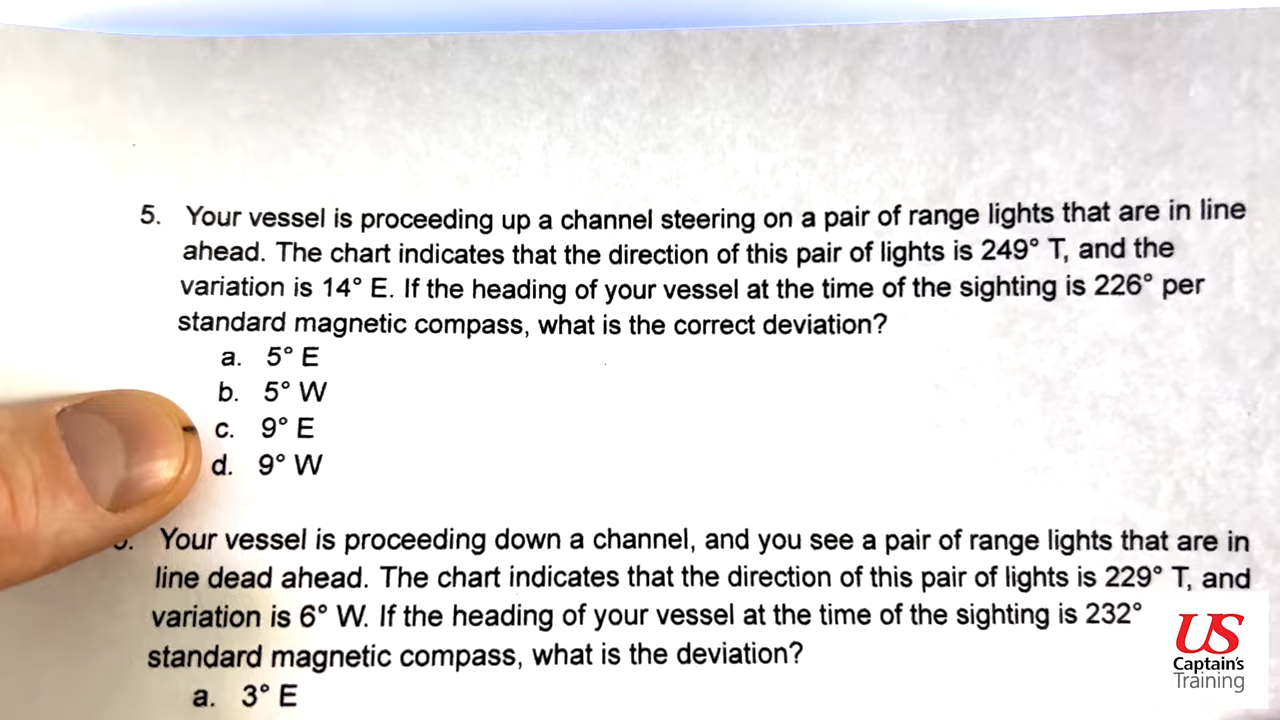 5. Your vessel is proceeding up a channel steering on a pair of range lights that are in line
ahead. The chart indicates that the direction of this pair of lights is 249° T, and the
variation is 14° E. If the heading of your vessel at the time of the sighting is 226° per
standard magnetic compass, what is the correct deviation?
a. 5° E
b. 5° W
c. 9° E
d. 9° W
Your vessel is proceeding down a channel, and you see a pair of range lights that are in
line dead ahead. The chart indicates that the direction of this pair of lights is 229° T, and
variation is 6° W. If the heading of your vessel at the time of the sighting is 232°
standard magnetic compass, what is the deviation?
a. 3° E
US
Captain's
Training